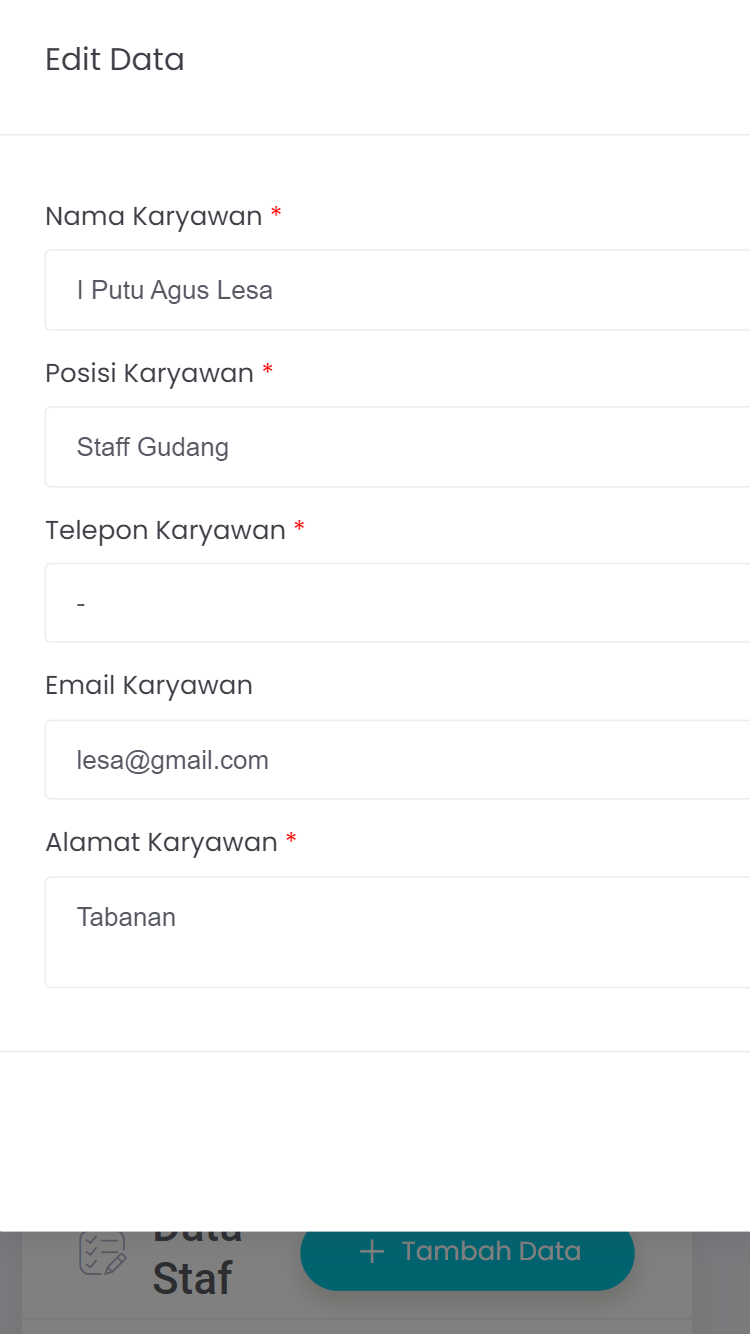 Edit Data
Nama Karyawan *
I Putu Agus Lesa
Posisi Karyawan *
Staff Gudang
Telepon Karyawan *
-
Email Karyawan
lesa@gmail.com
Alamat Karyawan *
Tabanan
Data
Staf
+ Tambah Data